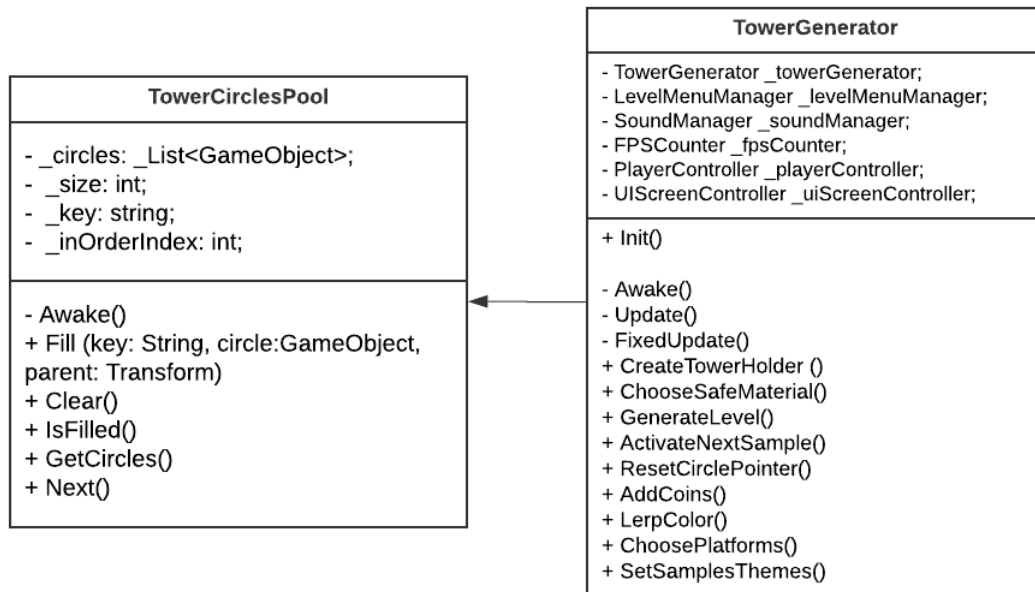 TowerCirclesPool
- _circles: _List<GameObject>;
- _size: int;
- _key: string;
- _inOrderIndex: int;
- Awake()
+ Fill (key: String, circle:GameObject,
parent: Transform)
+ Clear()
+ IsFilled()
+ GetCircles()
+ Next()
TowerGenerator
- TowerGenerator _towerGenerator;
- LevelMenuManager _levelMenuManager;
- SoundManager _soundManager;
- FPSCounter _fpsCounter;
- PlayerController _playerController;
- UIScreenController _uiScreenController;
+ Init()
- Awake()
- Update()
- FixedUpdate()
+ CreateTowerHolder ()
+ ChooseSafeMaterial()
+ GenerateLevel()
+ ActivateNextSample()
+ ResetCirclePointer()
+ AddCoins()
+ LerpColor()
+ ChoosePlatforms()
+ SetSamplesThemes()